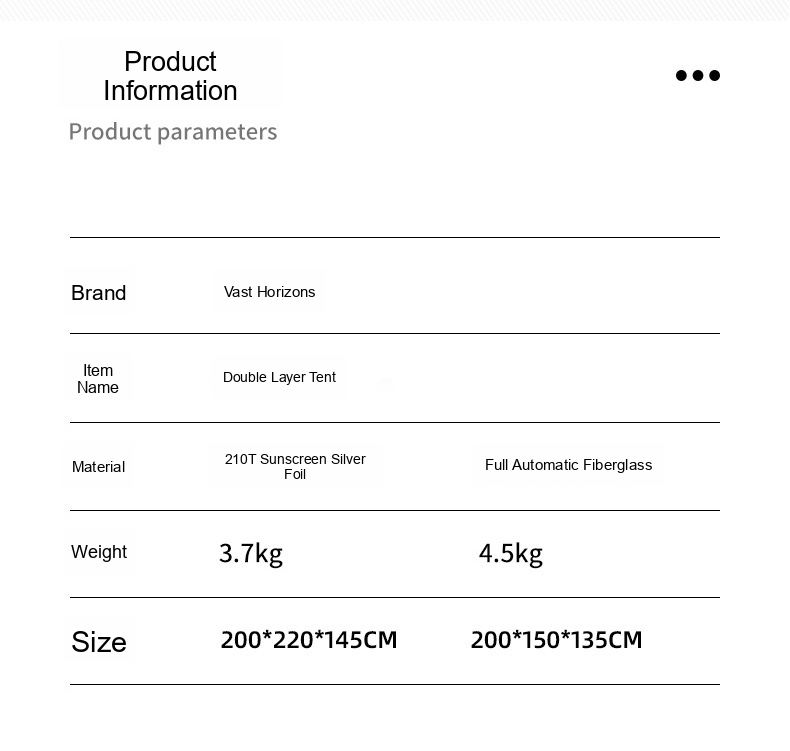 Product
Information
Product parameters
Brand
Vast Horizons
Item
Name
Double Layer Tent
Material
210T Sunscreen Silver
Foil
Full Automatic Fiberglass
Weight
3.7kg
4.5kg
Size
200*220*145CM
200*150*135CM